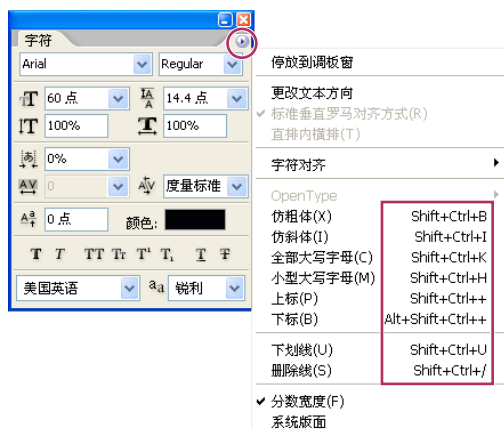 字符
Arial Regular
60 点 14.4 点
100% 100%
0%
0 度量标准
0 点 颜色:
T T TT Tr T¹ T₁ T T
美国英语 aa 锐利
停放到调板窗
更改文本方向
标准垂直罗马对齐方式(R)
直排内横排(T)
字符对齐
OpenType
仿粗体(X) Shift+Ctrl+B
仿斜体(I) Shift+Ctrl+I
全部大写字母(C) Shift+Ctrl+K
小型大写字母(M) Shift+Ctrl+H
上标(P) Shift+Ctrl++
下标(B) Alt+Shift+Ctrl++
下划线(U) Shift+Ctrl+U
删除线(S) Shift+Ctrl+/
分数宽度(F)
系统版面